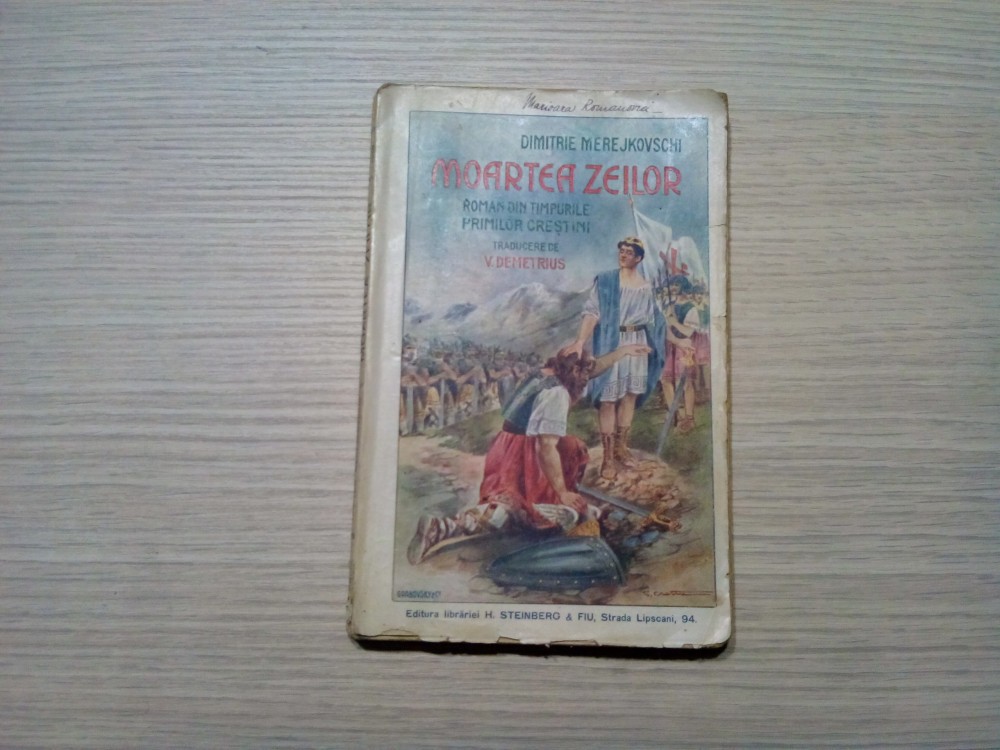 DIMITRIE MEREJKOVSCHI
MOARTEA ZEILOR
ROMAN DIN TIMPURILE
PRIMILOR CREȘTINI
TRADUCERE DE
V. DEMETRIUS
Editura librăriei H. STEINBERG & FIU, Strada Lipscani, 94.